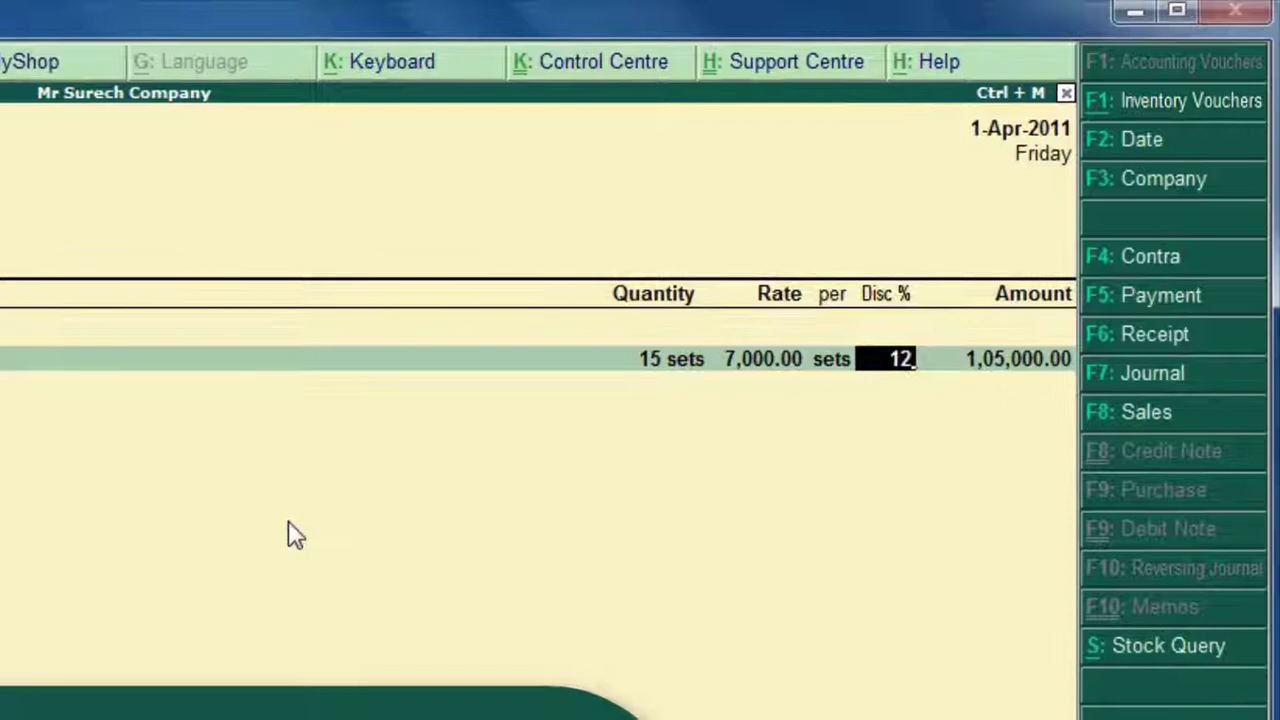 lyShop G: Language K: Keyboard K: Control Centre H: Support Centre H: Help
Mr Surech Company Ctrl + M
1-Apr-2011
Friday
Quantity Rate per Disc % Amount
15 sets 7,000.00 sets 12. 1,05,000.00
F1: Accounting Vouchers
F1: Inventory Vouchers
F2: Date
F3: Company
F4: Contra
F5: Payment
F6: Receipt
F7: Journal
F8: Sales
F8: Credit Note
F9: Purchase
F9: Debit Note
F10: Reversing Journal
F10: Memos
S: Stock Query